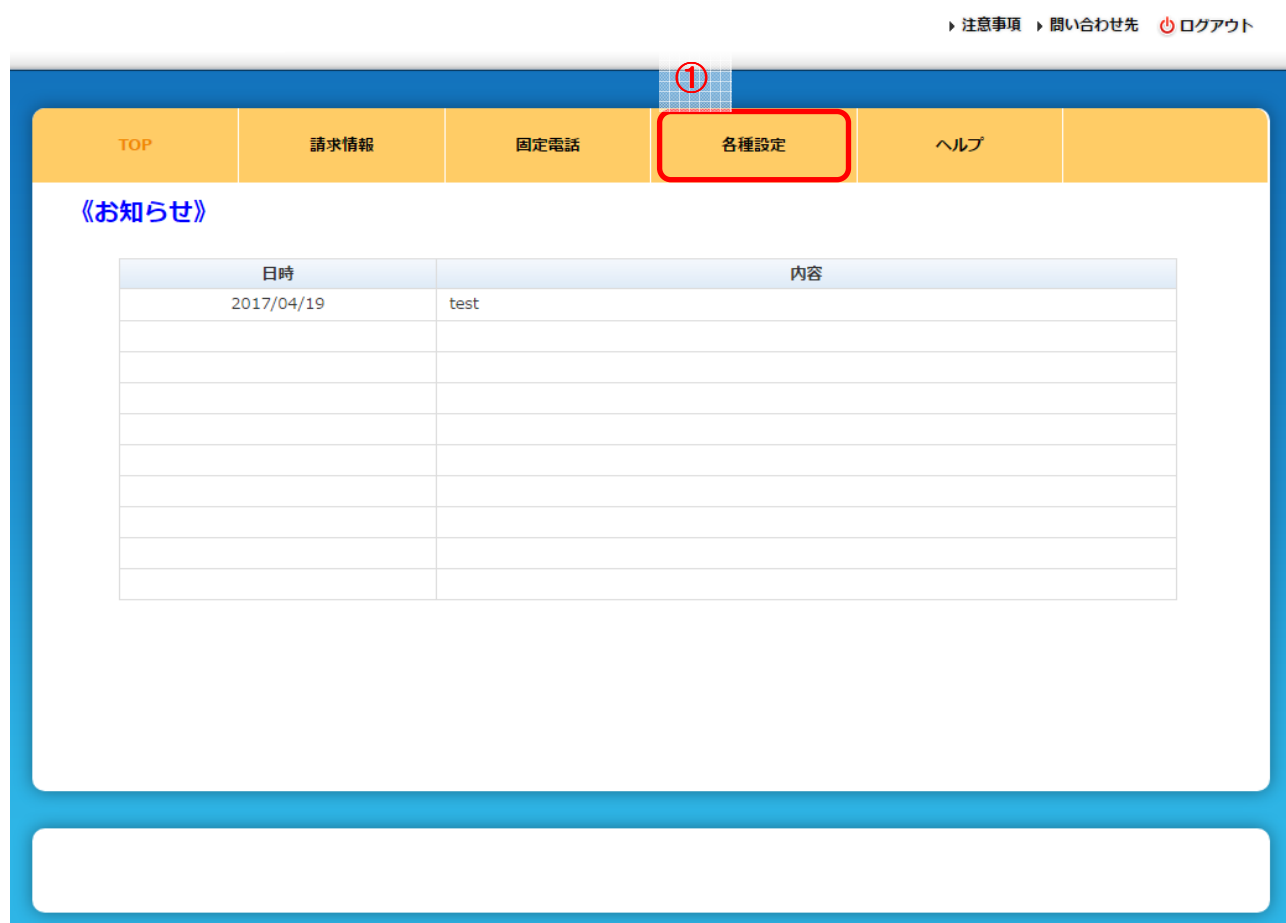 注意事項 問い合わせ先 ログアウト
①
TOP 請求情報 固定電話 各種設定 ヘルプ
《お知らせ》
日時 内容
2017/04/19 test